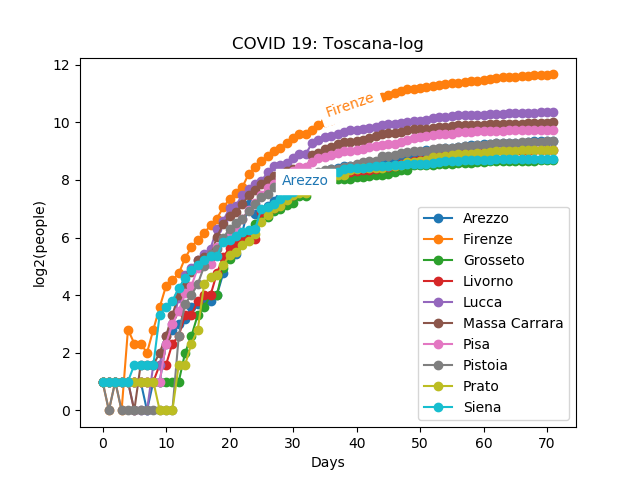 COVID 19: Toscana-log
12
10
8
6
4
2
0
log2(people)
0
10
20
30
40
50
60
70
Days
Firenze
Arezzo
Arezzo
Firenze
Grosseto
Livorno
Lucca
Massa Carrara
Pisa
Pistoia
Prato
Siena